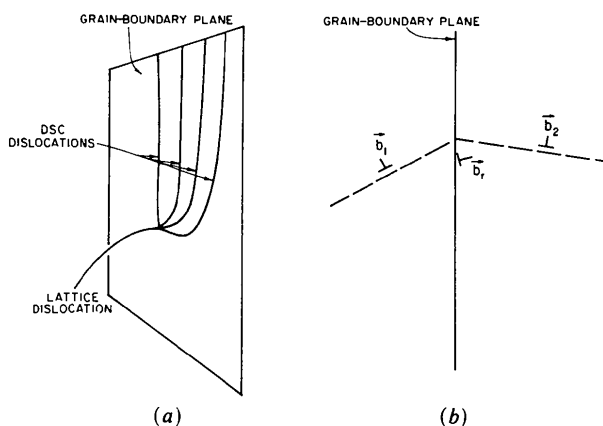 GRAIN-BOUNDARY PLANE
DSC
DISLOCATIONS
LATTICE
DISLOCATION
(a)
GRAIN-BOUNDARY PLANE
b₁
b₂
bᵣ
(b)